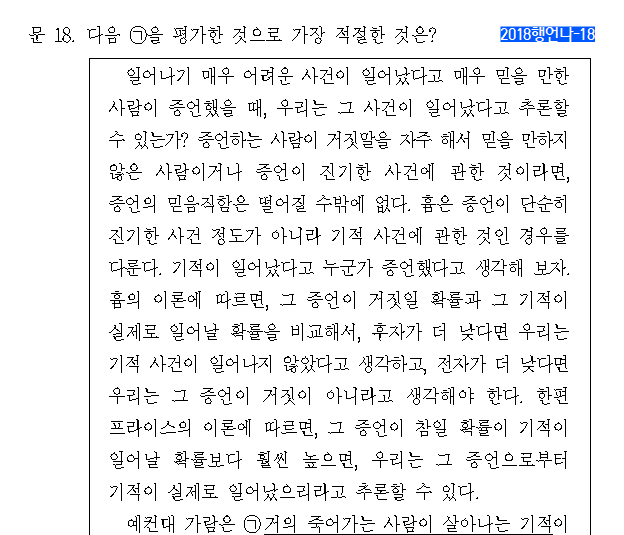 문 18. 다음 ㉠을 평가한 것으로 가장 적절한 것은? 2018행언나-18
일어나기 매우 어려운 사건이 일어났다고 매우 믿을 만한
사람이 증언했을 때, 우리는 그 사건이 일어났다고 추론할
수 있는가? 증언하는 사람이 거짓말을 자주 해서 믿을 만하지
않은 사람이거나 증언이 진기한 사건에 관한 것이라면,
증언의 믿음직함은 떨어질 수밖에 없다. 흄은 증언이 단순히
진기한 사건 정도가 아니라 기적 사건에 관한 것인 경우를
다룬다. 기적이 일어났다고 누군가 증언했다고 생각해 보자.
흄의 이론에 따르면, 그 증언이 거짓일 확률과 그 기적이
실제로 일어날 확률을 비교해서, 후자가 더 낮다면 우리는
기적 사건이 일어나지 않았다고 생각하고, 전자가 더 낮다면
우리는 그 증언이 거짓이 아니라고 생각해야 한다. 한편
프라이스의 이론에 따르면, 그 증언이 참일 확률이 기적이
일어날 확률보다 훨씬 높으면, 우리는 그 증언으로부터
기적이 실제로 일어났으리라고 추론할 수 있다.
예컨대 가람은 ㉠거의 죽어가는 사람이 살아나는 기적이